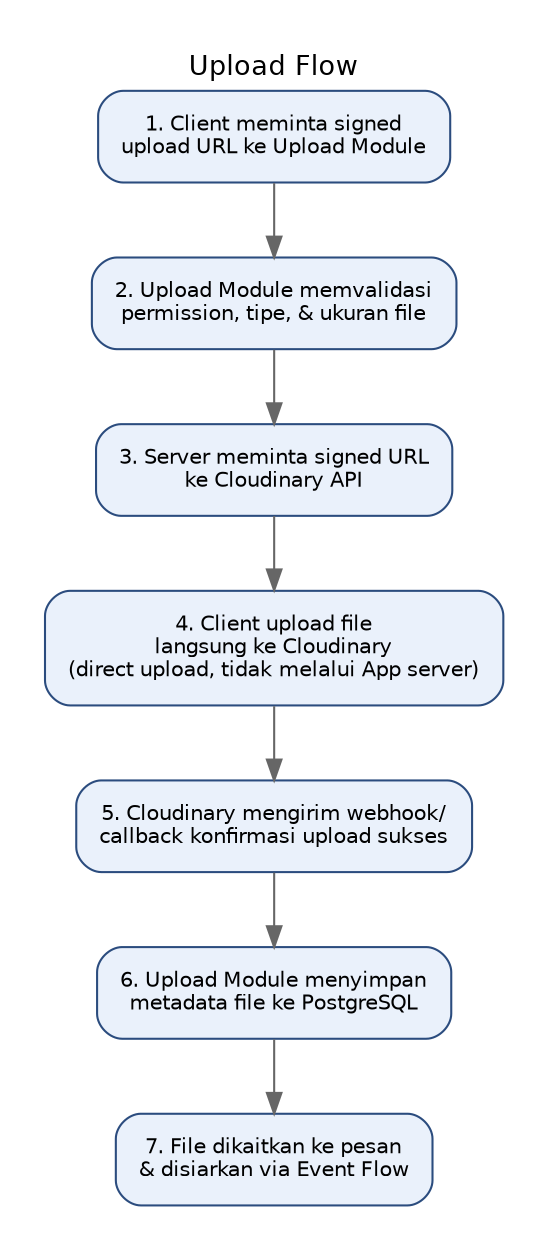 Upload Flow
1. Client meminta signed
upload URL ke Upload Module
2. Upload Module memvalidasi
permission, tipe, & ukuran file
3. Server meminta signed URL
ke Cloudinary API
4. Client upload file
langsung ke Cloudinary
(direct upload, tidak melalui App server)
5. Cloudinary mengirim webhook/
callback konfirmasi upload sukses
6. Upload Module menyimpan
metadata file ke PostgreSQL
7. File dikaitkan ke pesan
& disiarkan via Event Flow